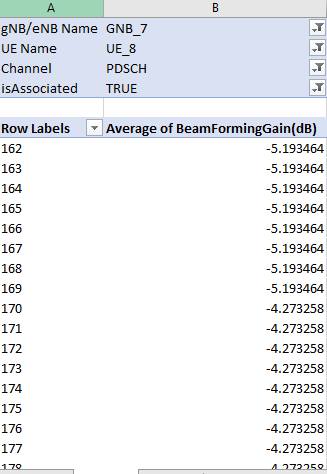 A B
gNB/eNB Name GNB_7
UE Name UE_8
Channel PDSCH
isAssociated TRUE
Row Labels Average of BeamFormingGain(dB)
162 -5.193464
163 -5.193464
164 -5.193464
165 -5.193464
166 -5.193464
167 -5.193464
168 -5.193464
169 -5.193464
170 -4.273258
171 -4.273258
172 -4.273258
173 -4.273258
174 -4.273258
175 -4.273258
176 -4.273258
177 -4.273258
178 -4.273258